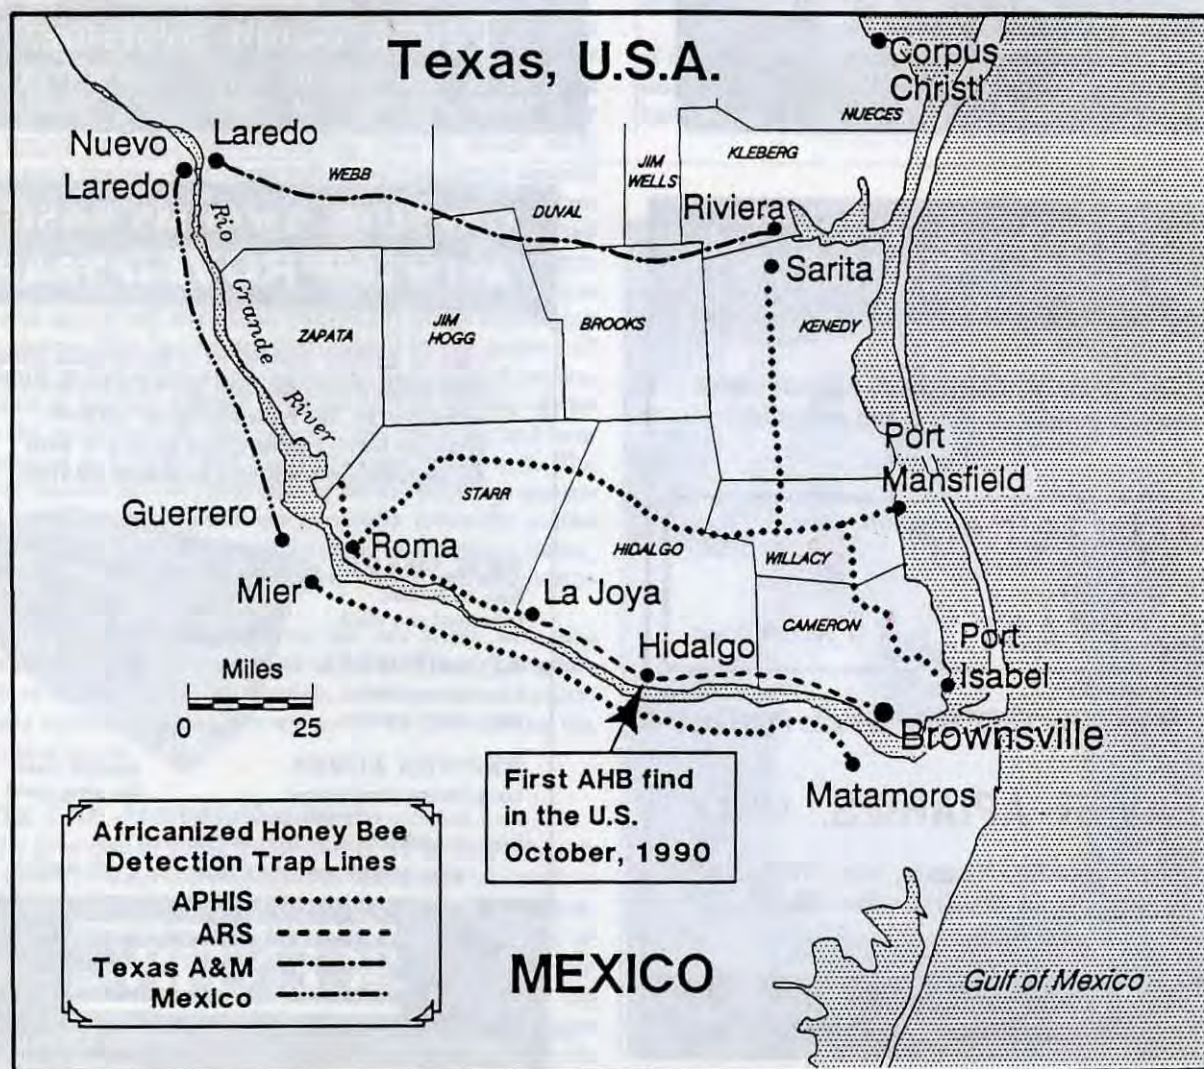 Texas, U.S.A.
Corpus
Christi
NUECES
Nuevo
Laredo
Laredo
WEBB
JIM
WELLS
KLEBERG
DUVAL
Riviera
Rio
Grande
River
Sarita
ZAPATA
JIM
HOGG
BROOKS
KENEDY
Port
Mansfield
STARR
Guerrero
Roma
HIDALGO
WILLACY
Mier
La Joya
CAMERON
Hidalgo
Port
Isabel
Miles
0 25
Brownsville
First AHB find
in the U.S.
October, 1990
Matamoros
Africanized Honey Bee
Detection Trap Lines
APHIS
ARS
Texas A&M
Mexico
MEXICO
Gulf of Mexico